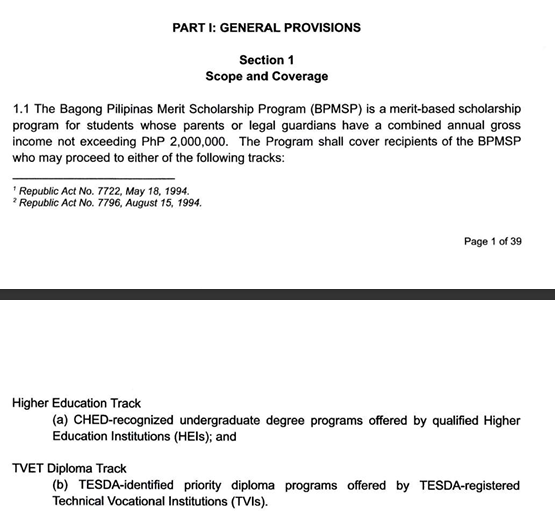 PART I: GENERAL PROVISIONS
Section 1
Scope and Coverage
1.1 The Bagong Pilipinas Merit Scholarship Program (BPMSP) is a merit-based scholarship
program for students whose parents or legal guardians have a combined annual gross
income not exceeding PhP 2,000,000. The Program shall cover recipients of the BPMSP
who may proceed to either of the following tracks:
¹ Republic Act No. 7722, May 18, 1994.
² Republic Act No. 7796, August 15, 1994.
Page 1 of 39
Higher Education Track
(a) CHED-recognized undergraduate degree programs offered by qualified Higher
Education Institutions (HEIs); and
TVET Diploma Track
(b) TESDA-identified priority diploma programs offered by TESDA-registered
Technical Vocational Institutions (TVIs).